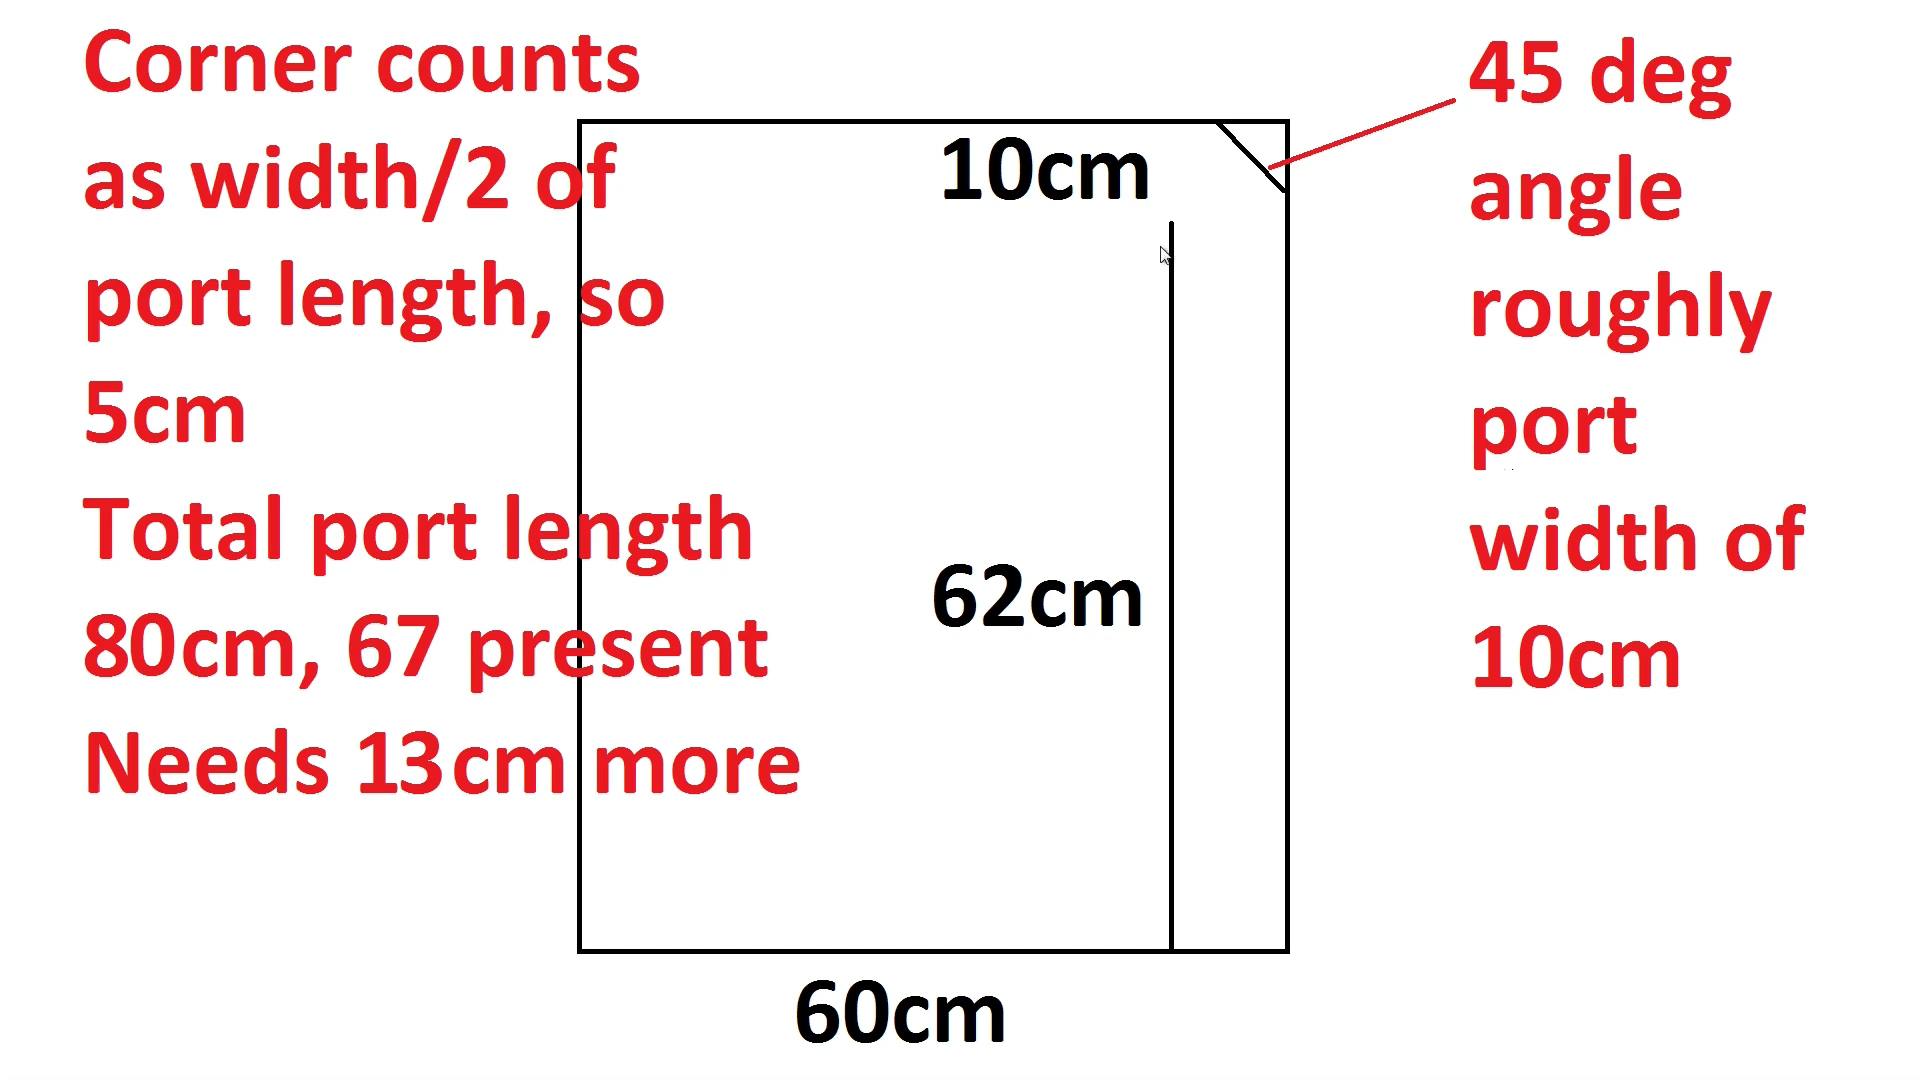 Corner counts
as width/2 of
port length, so
5cm
Total port length
80cm, 67 present
Needs 13cm more
10cm
62cm
60cm
45 deg
angle
roughly
port
width of
10cm